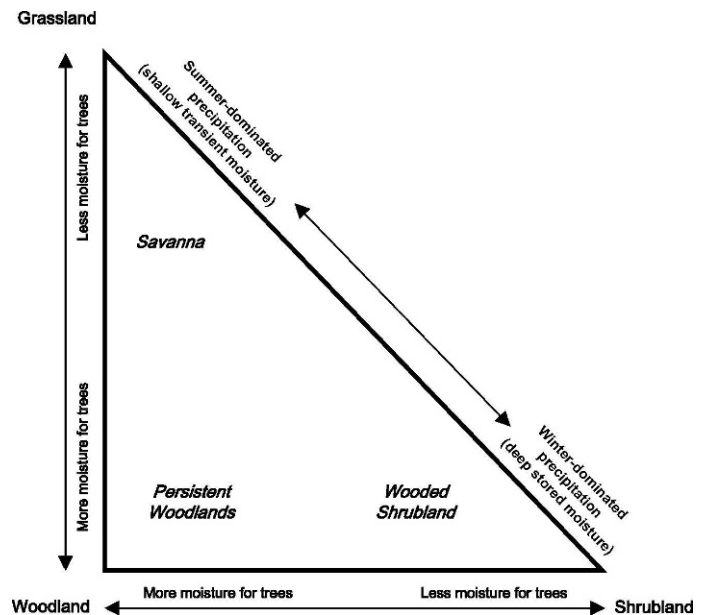 Grassland
Summer-dominated
precipitation
(shallow transient moisture)
Less moisture for trees
Savanna
More moisture for trees
Winter-dominated
precipitation
(deep stored moisture)
Persistent
Woodlands
Wooded
Shrubland
Woodland
More moisture for trees
Less moisture for trees
Shrubland